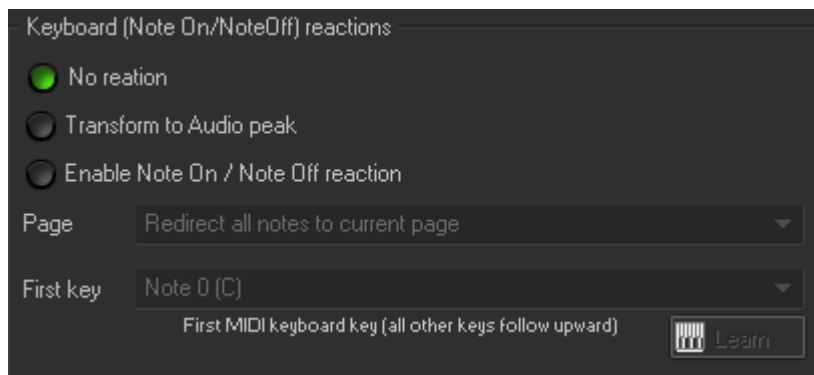 Keyboard (Note On/NoteOff) reactions
No reation
Transform to Audio peak
Enable Note On / Note Off reaction
Page Redirect all notes to current page
First key Note 0 (C)
First MIDI keyboard key (all other keys follow upward)
Learn